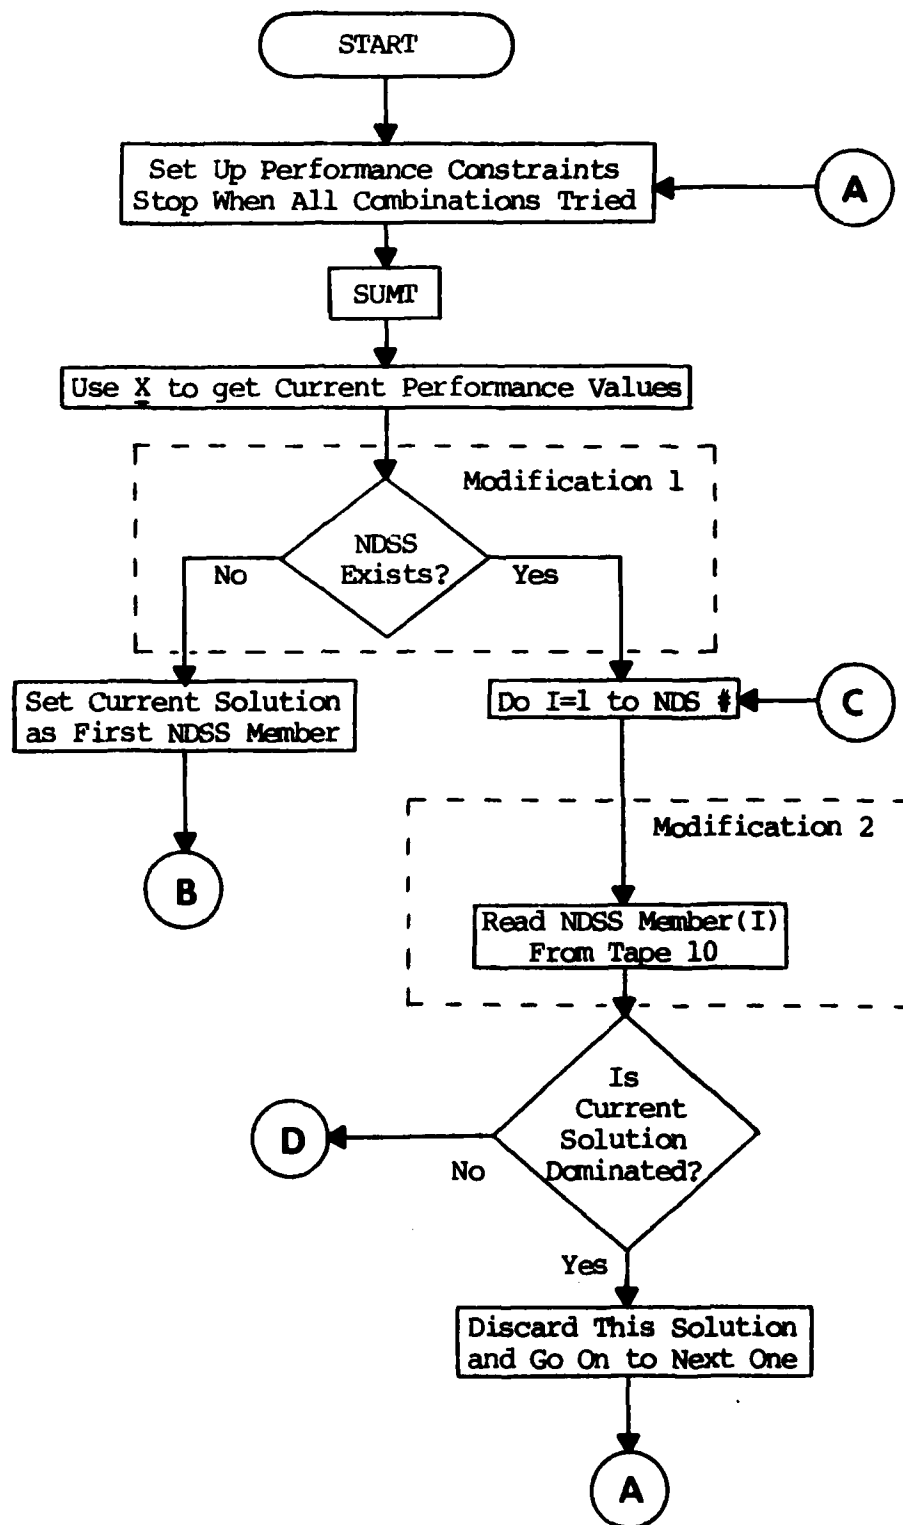 START
Set Up Performance Constraints
Stop When All Combinations Tried
A
SUMT
Use X to get Current Performance Values
Modification 1
NDSS
Exists?
No
Yes
Set Current Solution
as First NDSS Member
Do I=1 to NDS #
C
B
Modification 2
Read NDSS Member(I)
From Tape 10
Is
Current
Solution
Dominated?
D
No
Yes
Discard This Solution
and Go On to Next One
A